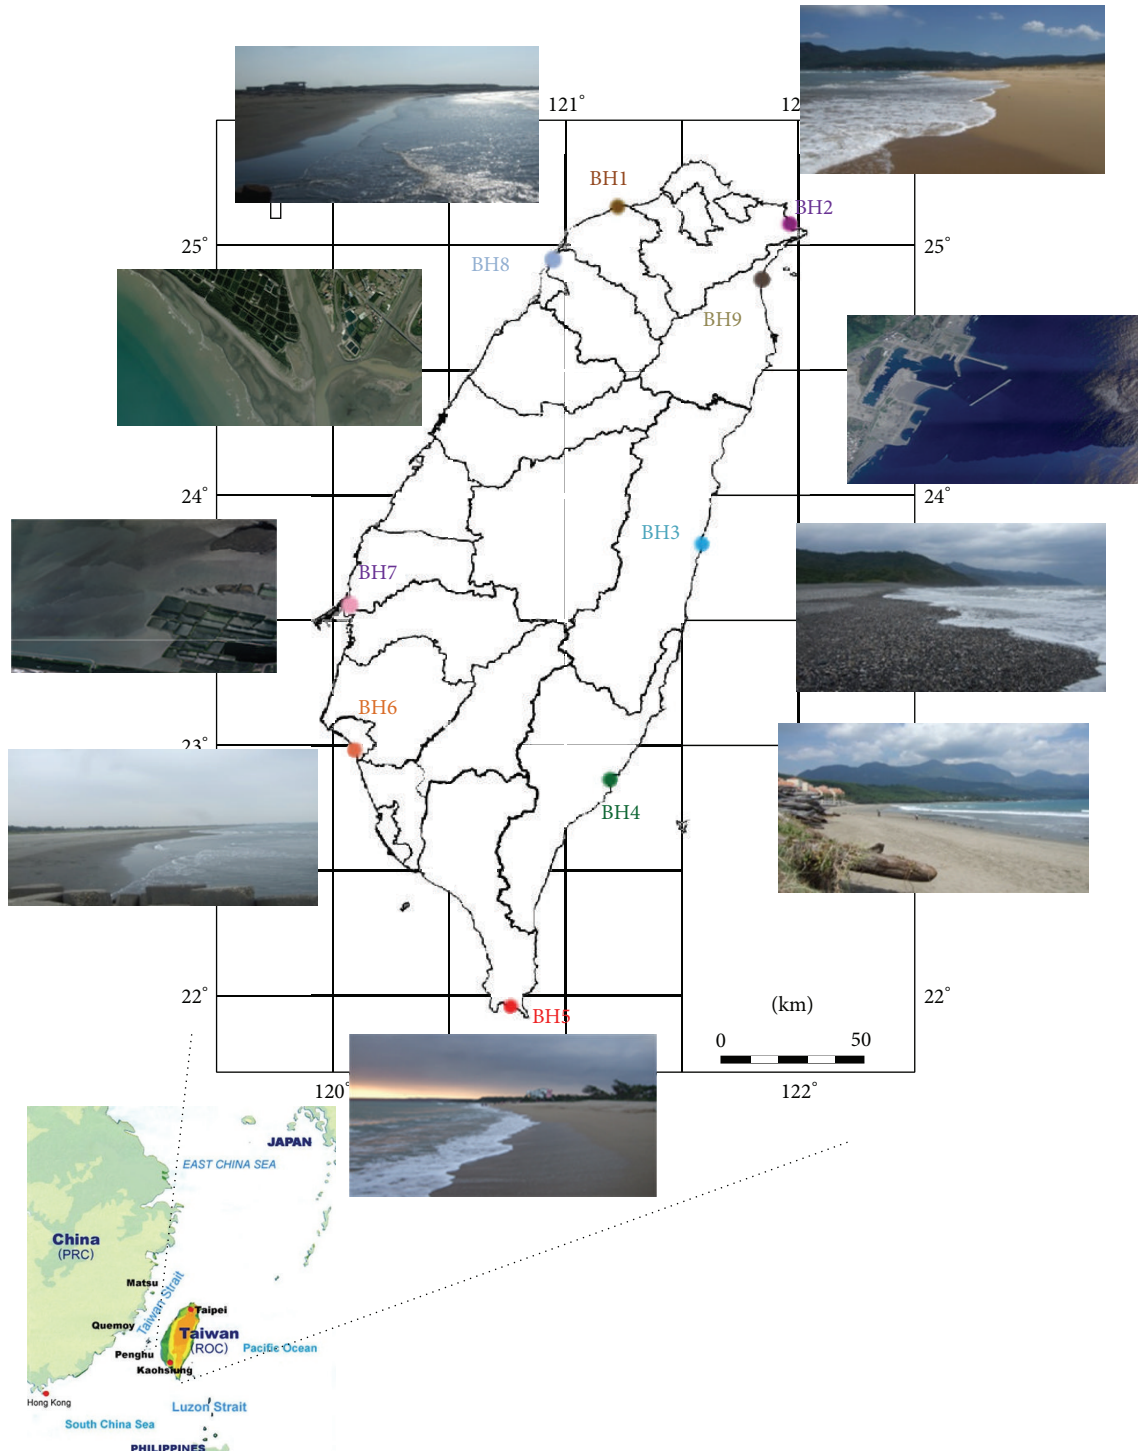 121°
12
BH1
BH2
25°
25°
BH8
BH9
24°
24°
BH3
BH7
BH6
23°
BH4
22°
22°
(km)
BH5
0
50
120°
122°
JAPAN
EAST CHINA SEA
China
(PRC)
Matsu
Taiwan Strait
Taipei
Quemoy
Taiwan
(ROC)
Penghu
Pacific Ocean
Kaohsiung
Hong Kong
Luzon Strait
South China Sea
PHILIPPINES